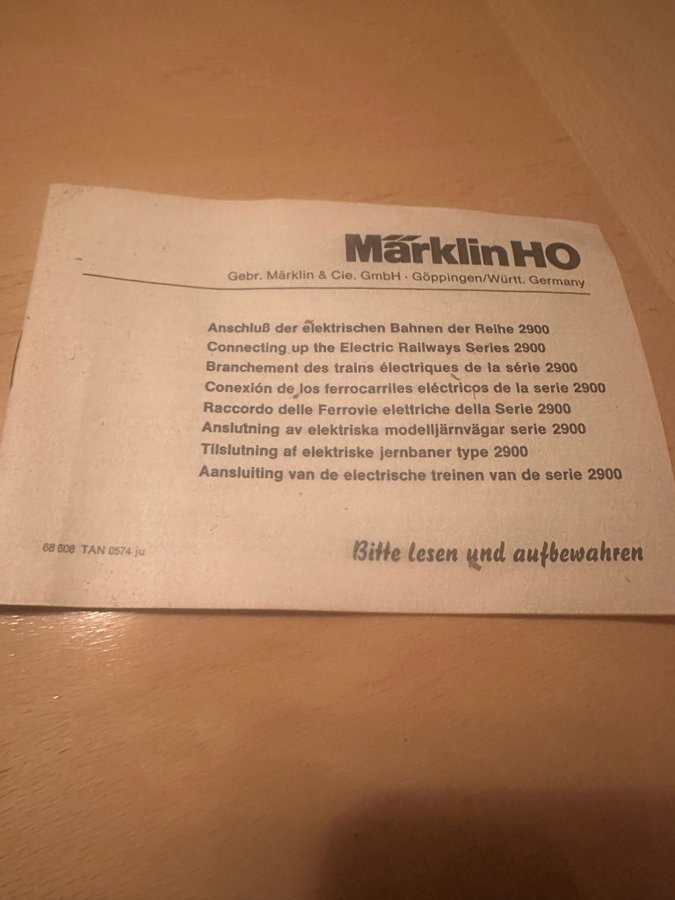 Märklin HO
Gebr. Märklin & Cie. GmbH · Göppingen/Württ. Germany
Anschluß der elektrischen Bahnen der Reihe 2900
Connecting up the Electric Railways Series 2900
Branchement des trains électriques de la série 2900
Conexión de los ferrocarriles eléctricos de la serie 2900
Raccordo delle Ferrovie elettriche della Serie 2900
Anslutning av elektriska modelljärnvägar serie 2900
Tilslutning af elektriske jernbaner type 2900
Aansluiting van de electrische treinen van de serie 2900
68 608 TAN 0574 ju
Bitte lesen und aufbewahren